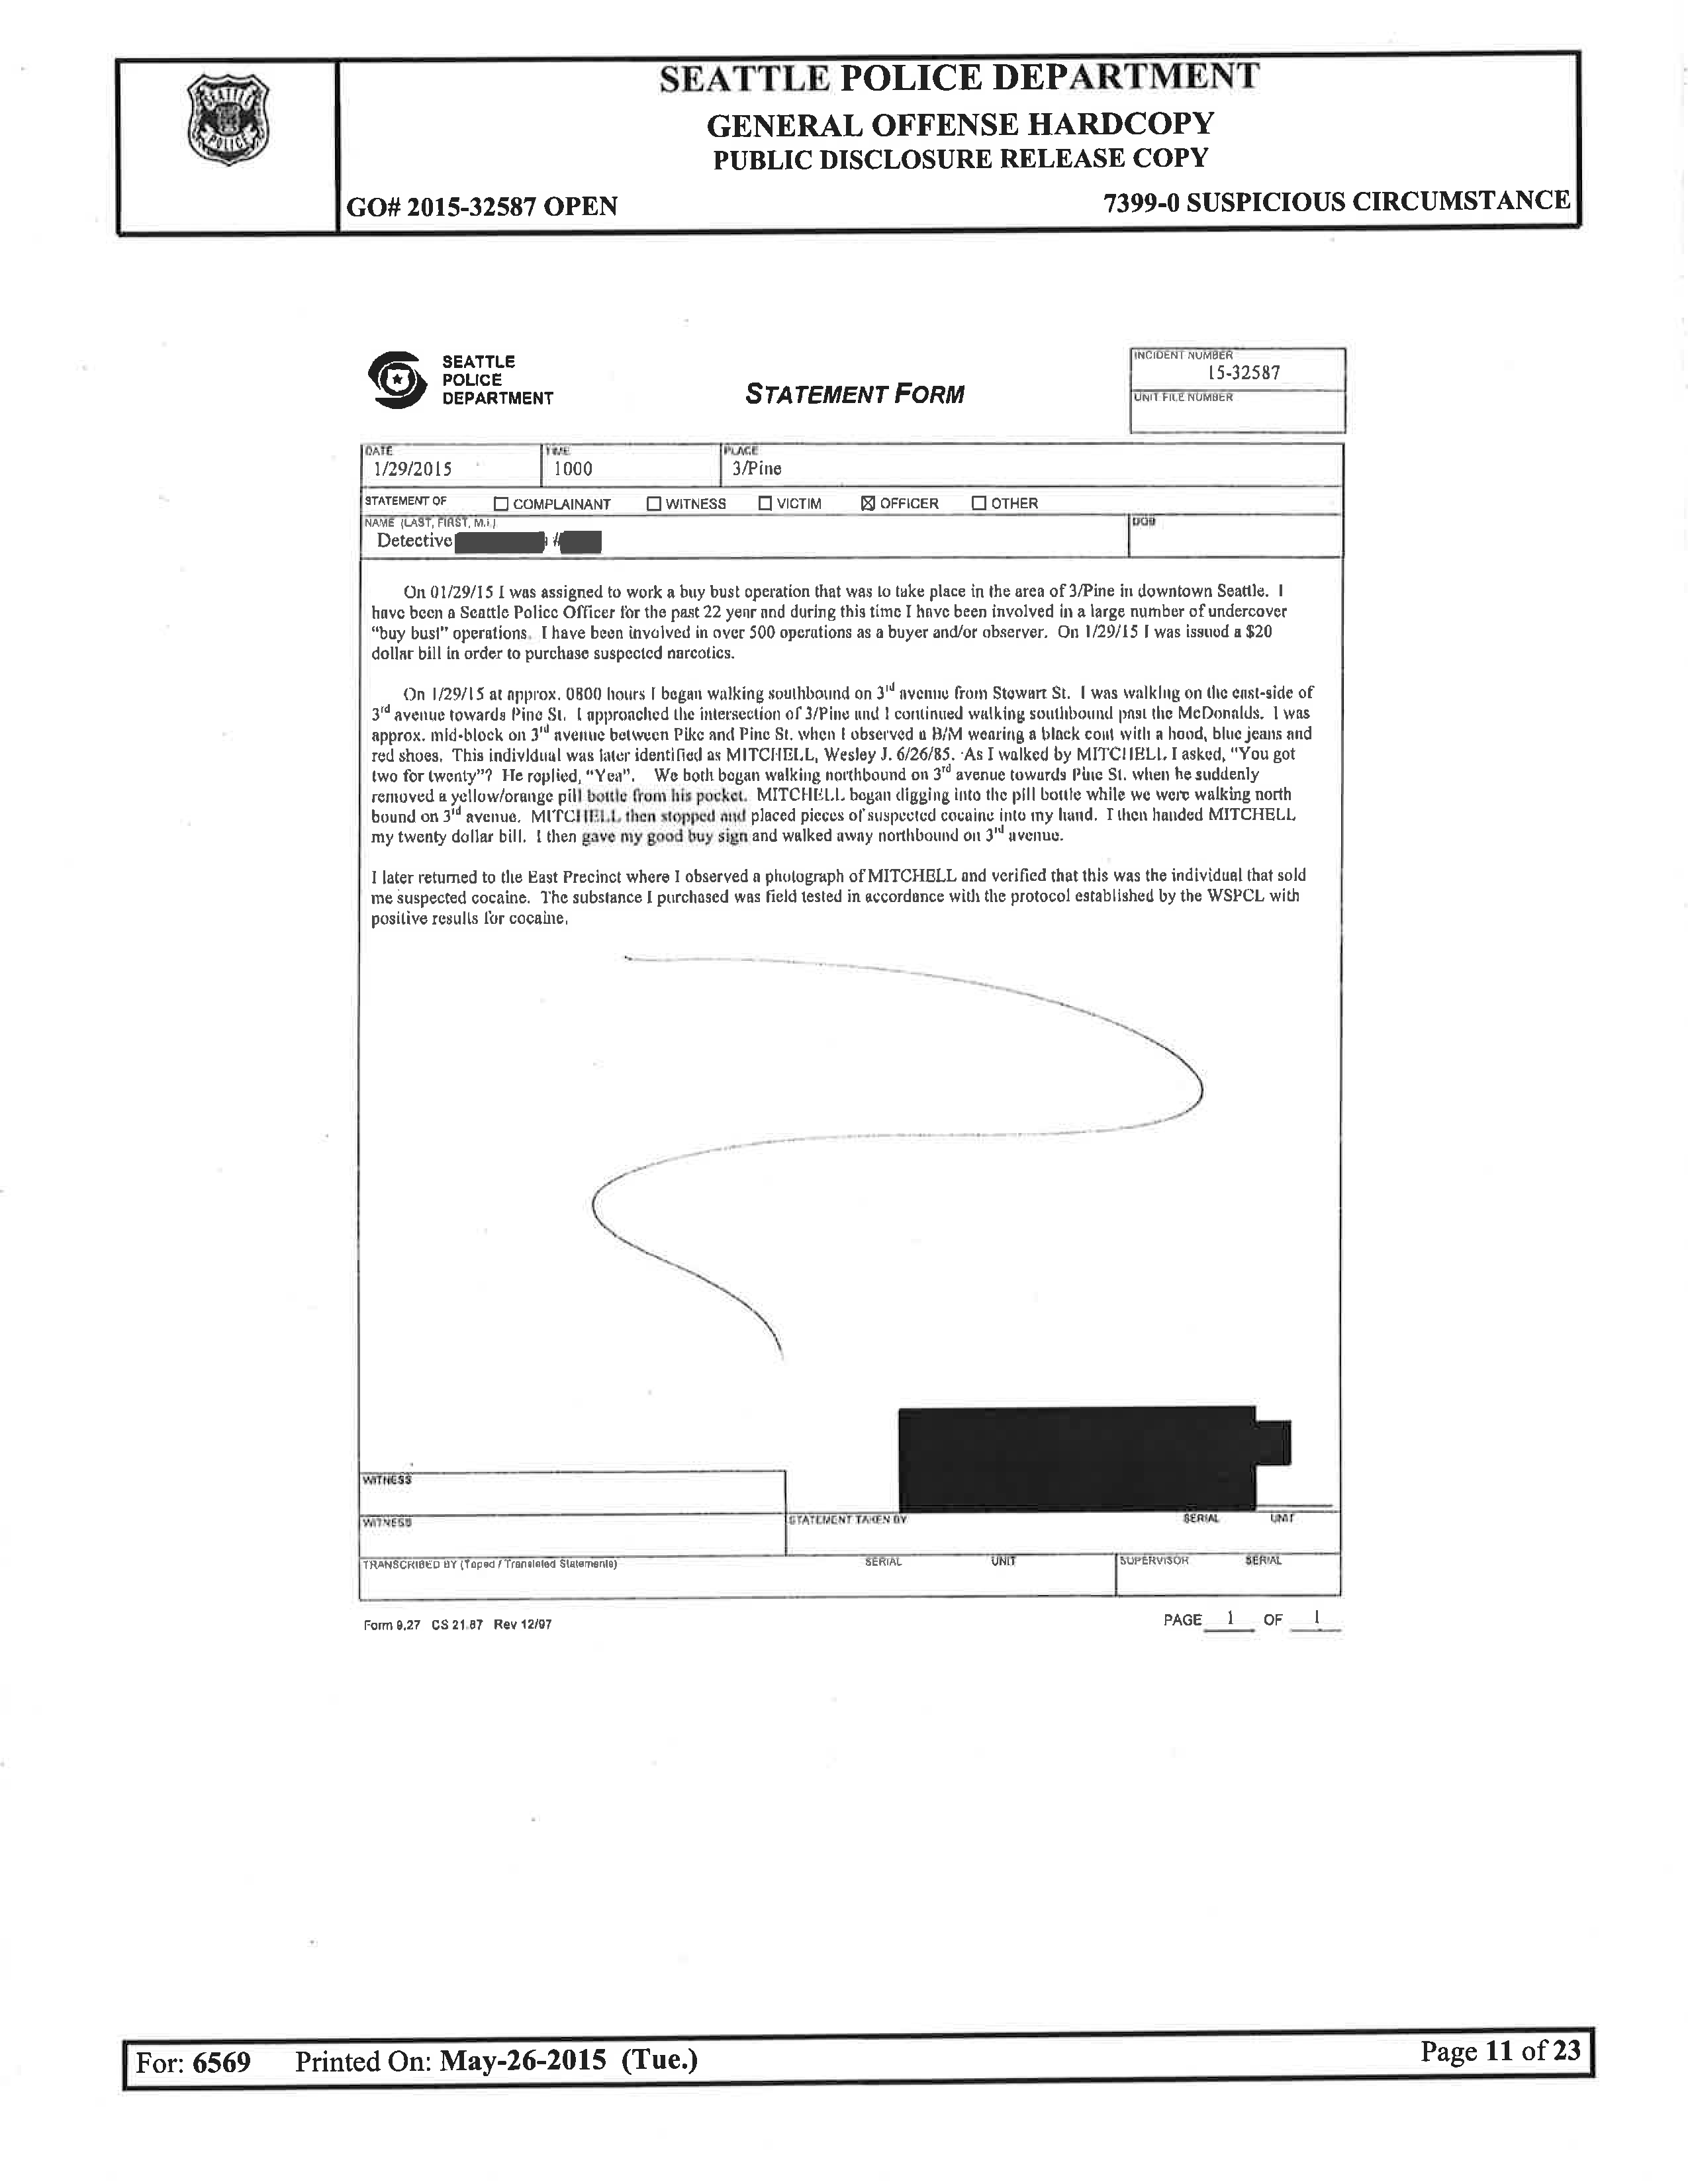 SEATTLE POLICE DEPARTMENT
GENERAL OFFENSE HARDCOPY
PUBLIC DISCLOSURE RELEASE COPY
GO# 2015-32587 OPEN 7399-0 SUSPICIOUS CIRCUMSTANCE
SEATTLE POLICE
SEATTLE
POLICE
DEPARTMENT
STATEMENT FORM
INCIDENT NUMBER
15-32587
UNIT FILE NUMBER
DATE TIME PLACE
1/29/2015 1000 3/Pine
STATEMENT OF COMPLAINANT WITNESS VICTIM OFFICER OTHER
NAME (LAST, FIRST, M.I.) DOB
Detective #
On 01/29/15 I was assigned to work a buy bust operation that was to take place in the area of 3/Pine in downtown Seattle. I
have been a Seattle Police Officer for the past 22 year and during this time I have been involved in a large number of undercover
"buy bust" operations. I have been involved in over 500 operations as a buyer and/or observer. On 1/29/15 I was issued a $20
dollar bill in order to purchase suspected narcotics.
On 1/29/15 at approx. 0800 hours I began walking southbound on 3rd avenue from Stewart St. I was walking on the east-side of
3rd avenue towards Pine St. I approached the intersection of 3/Pine and I continued walking southbound past the McDonalds. I was
approx. mid-block on 3rd avenue between Pike and Pine St. when I observed a B/M wearing a black coat with a hood, blue jeans and
red shoes. This individual was later identified as MITCHELL, Wesley J. 6/26/85. As I walked by MITCHELL I asked, "You got
two for twenty"? He replied, "Yea". We both began walking northbound on 3rd avenue towards Pine St. when he suddenly
removed a yellow/orange pill bottle from his pocket. MITCHELL began digging into the pill bottle while we were walking north
bound on 3rd avenue. MITCHELL then stopped and placed pieces of suspected cocaine into my hand. I then handed MITCHELL
my twenty dollar bill. I then gave my good buy sign and walked away northbound on 3rd avenue.
I later returned to the East Precinct where I observed a photograph of MITCHELL and verified that this was the individual that sold
me suspected cocaine. The substance I purchased was field tested in accordance with the protocol established by the WSPCL with
positive results for cocaine.
WITNESS
WITNESS STATEMENT TAKEN BY SERIAL UNIT
TRANSCRIBED BY (Taped / Translated Statements) SERIAL UNIT SUPERVISOR SERIAL
Form 9.27 CS 21.87 Rev 12/97 PAGE 1 OF 1
For: 6569 Printed On: May-26-2015 (Tue.) Page 11 of 23